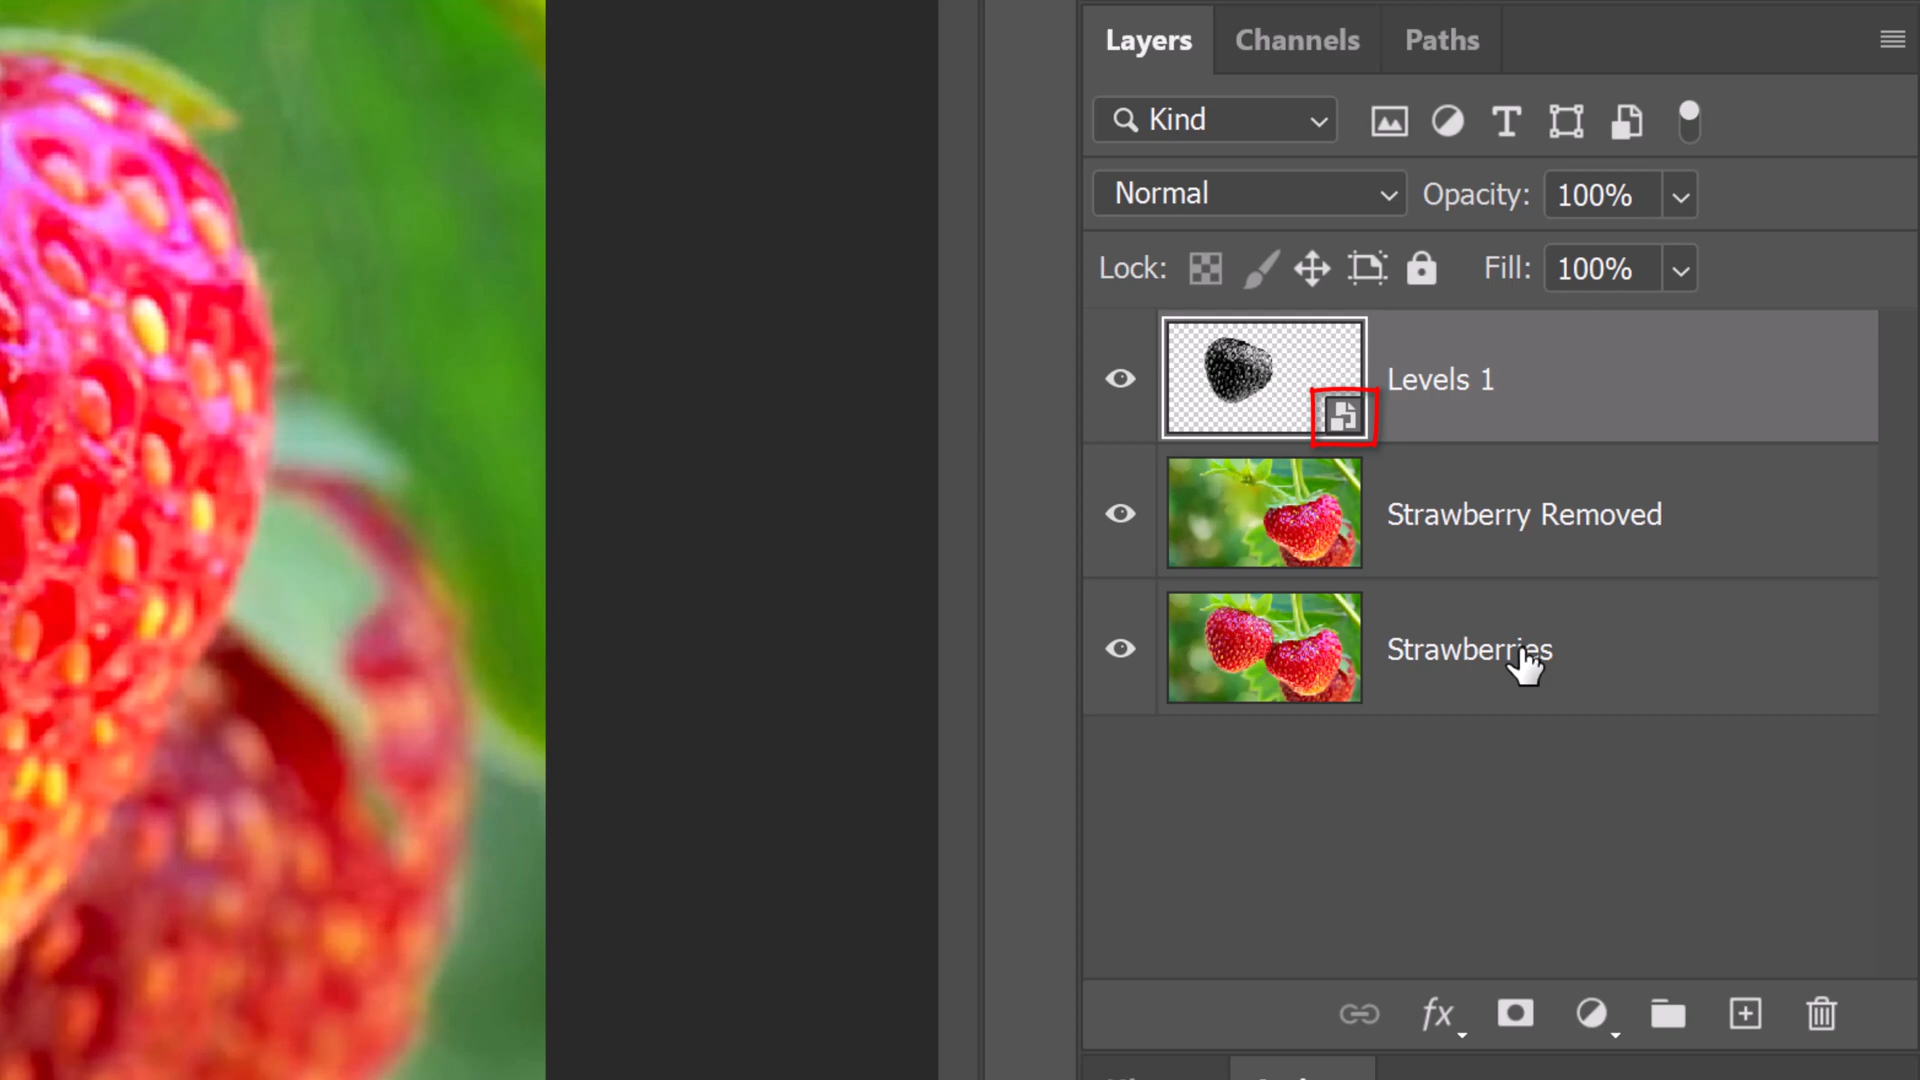 Layers Channels Paths
Kind T
Normal Opacity: 100%
Lock: Fill: 100%
Levels 1
Strawberry Removed
Strawberries
fx